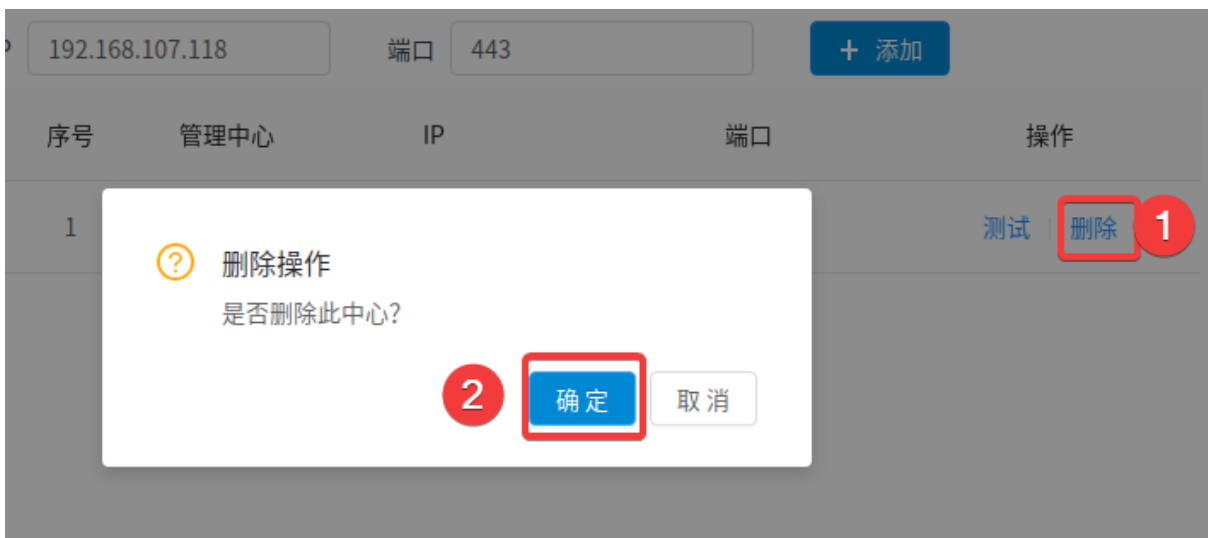 192.168.107.118 端口 443 + 添加
序号 管理中心 IP 端口 操作
1 测试 删除 1
? 删除操作
是否删除此中心？
2 确定 取消